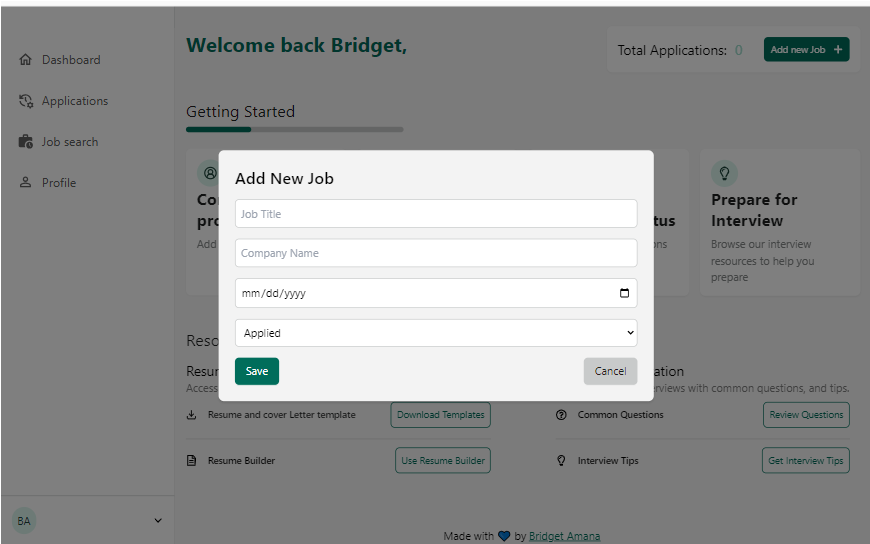 Dashboard
Applications
Job search
Profile
BA
Welcome back Bridget,
Total Applications: 0
Add new Job +
Getting Started
Add
tus
ons
Prepare for
Interview
Browse our interview
resources to help you
prepare
Add New Job
Job Title
Company Name
mm/dd/yyyy
Applied
Save
Cancel
Reso
Resur
Access
Resume and cover Letter template
Download Templates
Resume Builder
Use Resume Builder
ation
rviews with common questions, and tips.
Common Questions
Review Questions
Interview Tips
Get Interview Tips
Made with 💙 by Bridget Amana